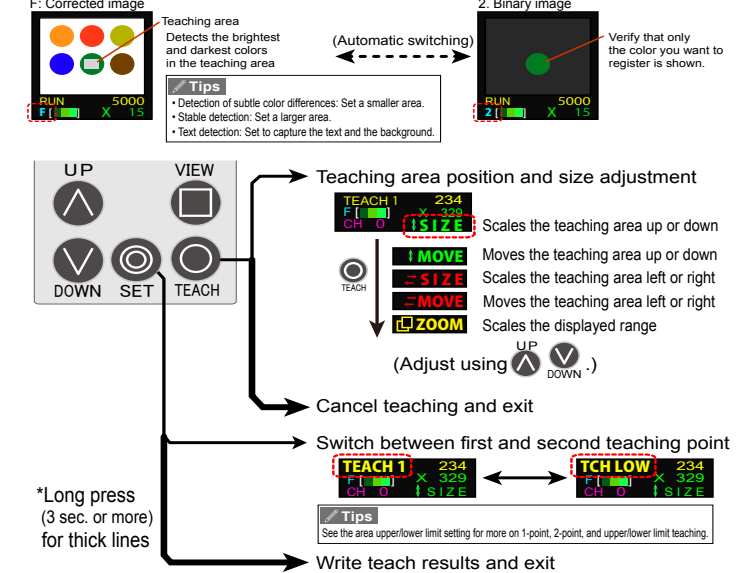 F: Corrected image
Teaching area
Detects the brightest
and darkest colors
in the teaching area
RUN 5000
F [ ] X 15
(Automatic switching)
Tips
• Detection of subtle color differences: Set a smaller area.
• Stable detection: Set a larger area.
• Text detection: Set to capture the text and the background.
2. Binary image
Verify that only
the color you want to
register is shown.
RUN 5000
2 [ ] X 15
UP
VIEW
DOWN
SET
TEACH
Teaching area position and size adjustment
TEACH 1 234
F [ ] X 329
CH 0 SIZE
Scales the teaching area up or down
MOVE
Moves the teaching area up or down
SIZE
Scales the teaching area left or right
MOVE
Moves the teaching area left or right
ZOOM
Scales the displayed range
TEACH
(Adjust using UP DOWN .)
Cancel teaching and exit
Switch between first and second teaching point
TEACH 1 234
F [ ] X 329
CH 0 SIZE
TCH LOW 234
F [ ] X 329
CH 0 SIZE
Tips
See the area upper/lower limit setting for more on 1-point, 2-point, and upper/lower limit teaching.
*Long press
(3 sec. or more)
for thick lines
Write teach results and exit